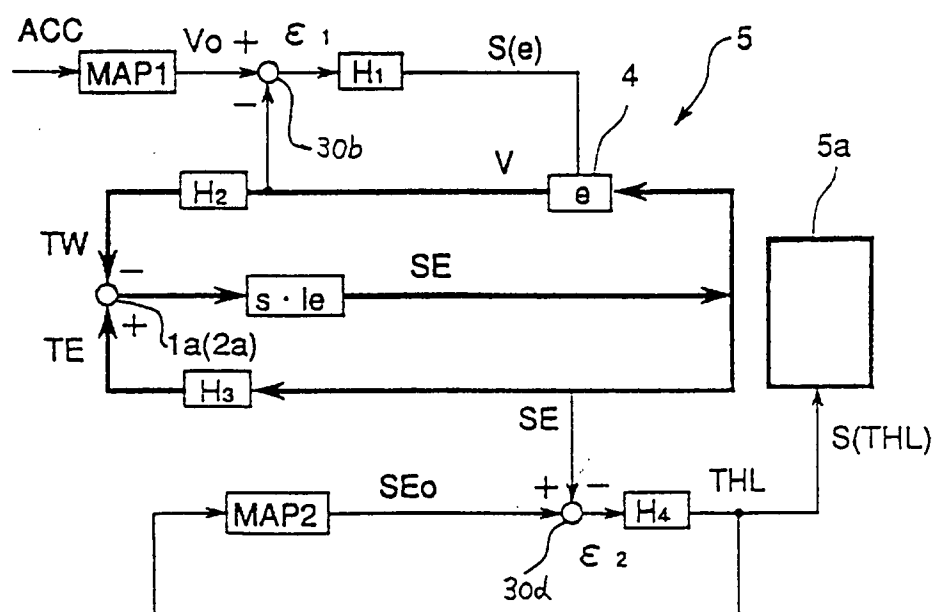 ACC
Vo + ε 1
S(e)
5
MAP1
H1
4
−
30b
5a
V
H2
e
TW
−
SE
s · Ie
+
1a(2a)
TE
H3
SE
S(THL)
SEo
+ −
THL
MAP2
H4
ε 2
30d